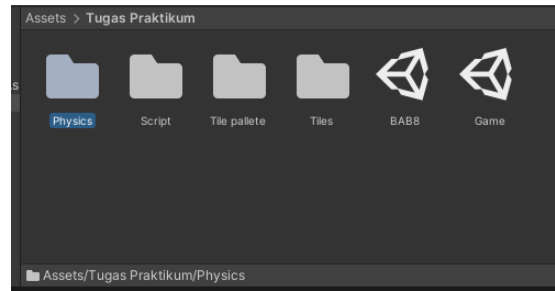 Assets > Tugas Praktikum
Physics
Script
Tile pallete
Tiles
BAB8
Game
Assets/Tugas Praktikum/Physics